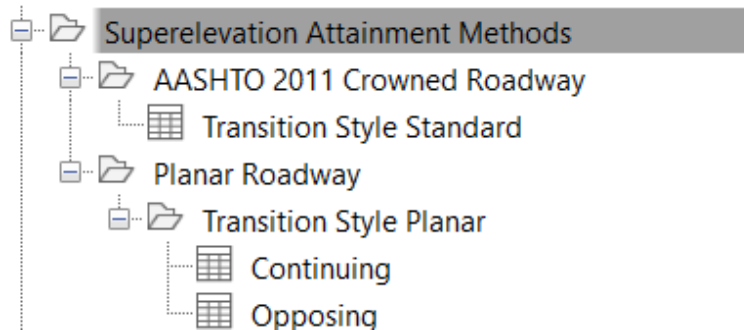 Superelevation Attainment Methods
AASHTO 2011 Crowned Roadway
Transition Style Standard
Planar Roadway
Transition Style Planar
Continuing
Opposing